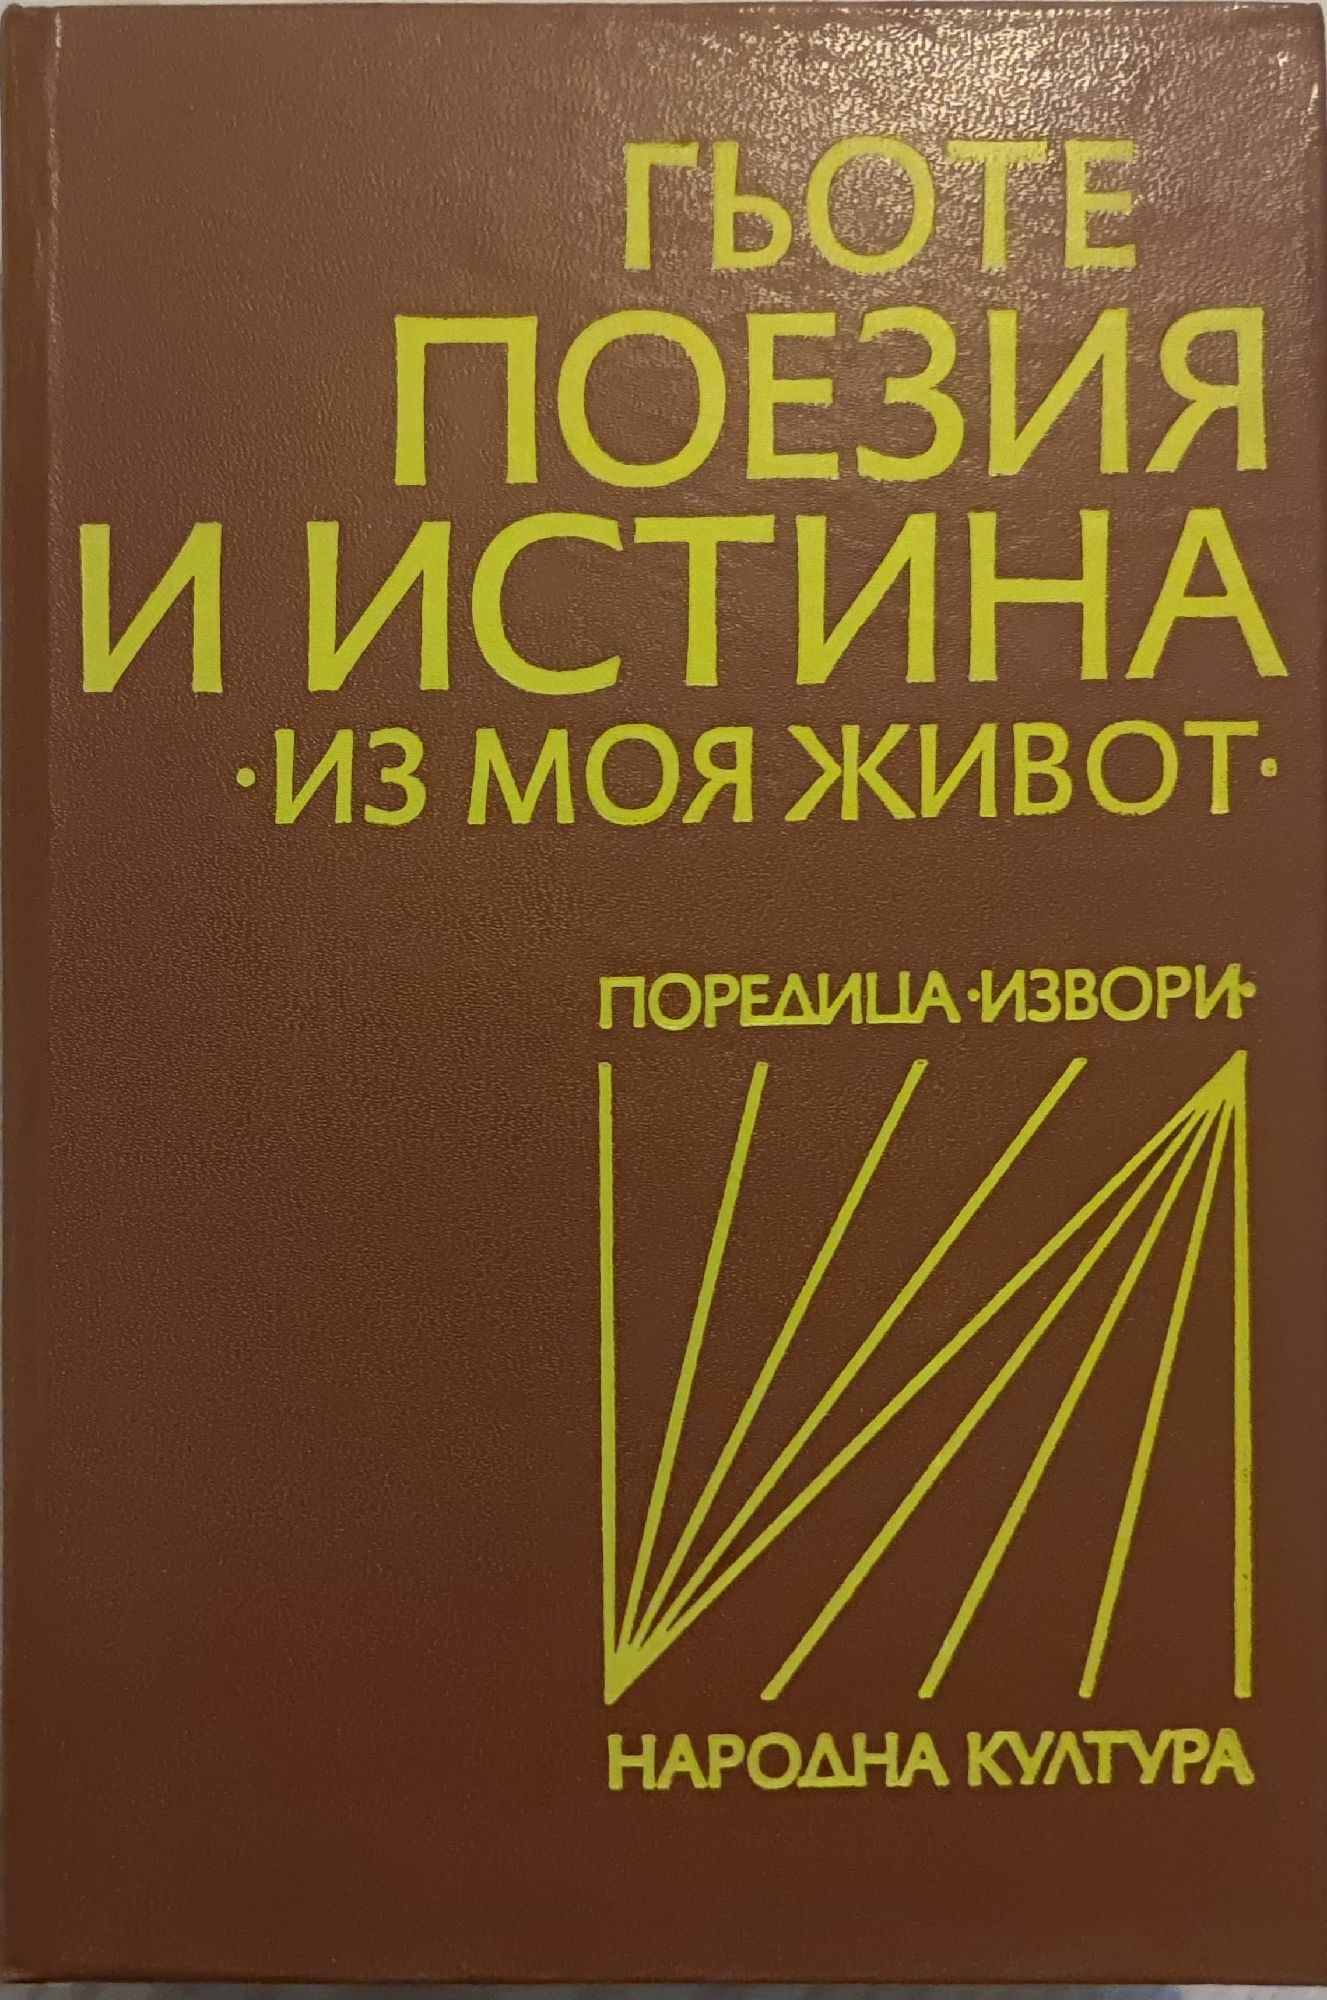 ГЬОТЕ
ПОЕЗИЯ
И ИСТИНА
·ИЗ МОЯ ЖИВОТ·
ПОРЕДИЦА·ИЗВОРИ·
НАРОДНА КУЛТУРА